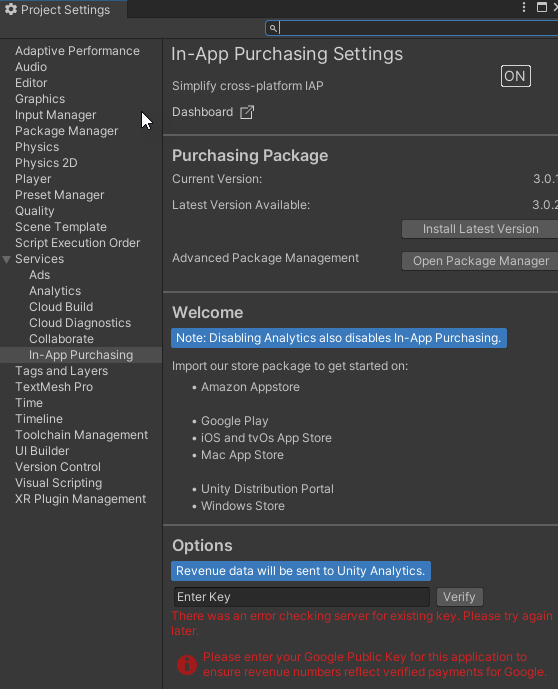 Project Settings
Adaptive Performance
Audio
Editor
Graphics
Input Manager
Package Manager
Physics
Physics 2D
Player
Preset Manager
Quality
Scene Template
Script Execution Order
Services
Ads
Analytics
Cloud Build
Cloud Diagnostics
Collaborate
In-App Purchasing
Tags and Layers
TextMesh Pro
Time
Timeline
Toolchain Management
UI Builder
Version Control
Visual Scripting
XR Plugin Management
In-App Purchasing Settings
ON
Simplify cross-platform IAP
Dashboard
Purchasing Package
Current Version: 3.0.1
Latest Version Available: 3.0.2
Install Latest Version
Advanced Package Management Open Package Manager
Welcome
Note: Disabling Analytics also disables In-App Purchasing.
Import our store package to get started on:
• Amazon Appstore
• Google Play
• iOS and tvOs App Store
• Mac App Store
• Unity Distribution Portal
• Windows Store
Options
Revenue data will be sent to Unity Analytics.
Enter Key Verify
There was an error checking server for existing key. Please try again
later.
Please enter your Google Public Key for this application to
ensure revenue numbers reflect verified payments for Google.